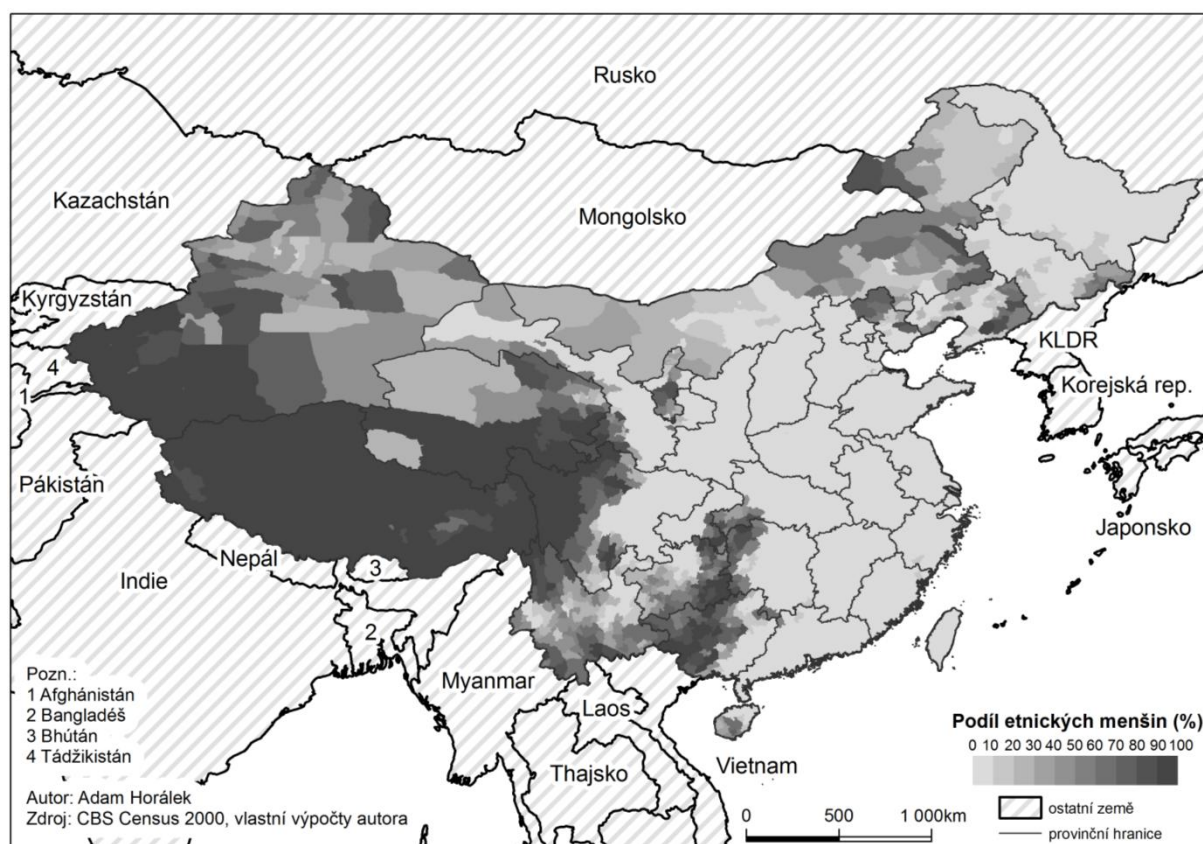 Rusko
Kazachstán
Mongolsko
Kyrgyzstán
4
1
KLDR
Korejská rep.
Pákistán
Japonsko
Nepál
3
Indie
2
Myanmar
Laos
Vietnam
Thajsko
Pozn.:
1 Afghánistán
2 Bangladéš
3 Bhútán
4 Tádžikistán
Autor: Adam Horálek
Zdroj: CBS Census 2000, vlastní výpočty autora
Podíl etnických menšin (%)
0 10 20 30 40 50 60 70 80 90 100
0 500 1 000km
ostatní země
provinční hranice